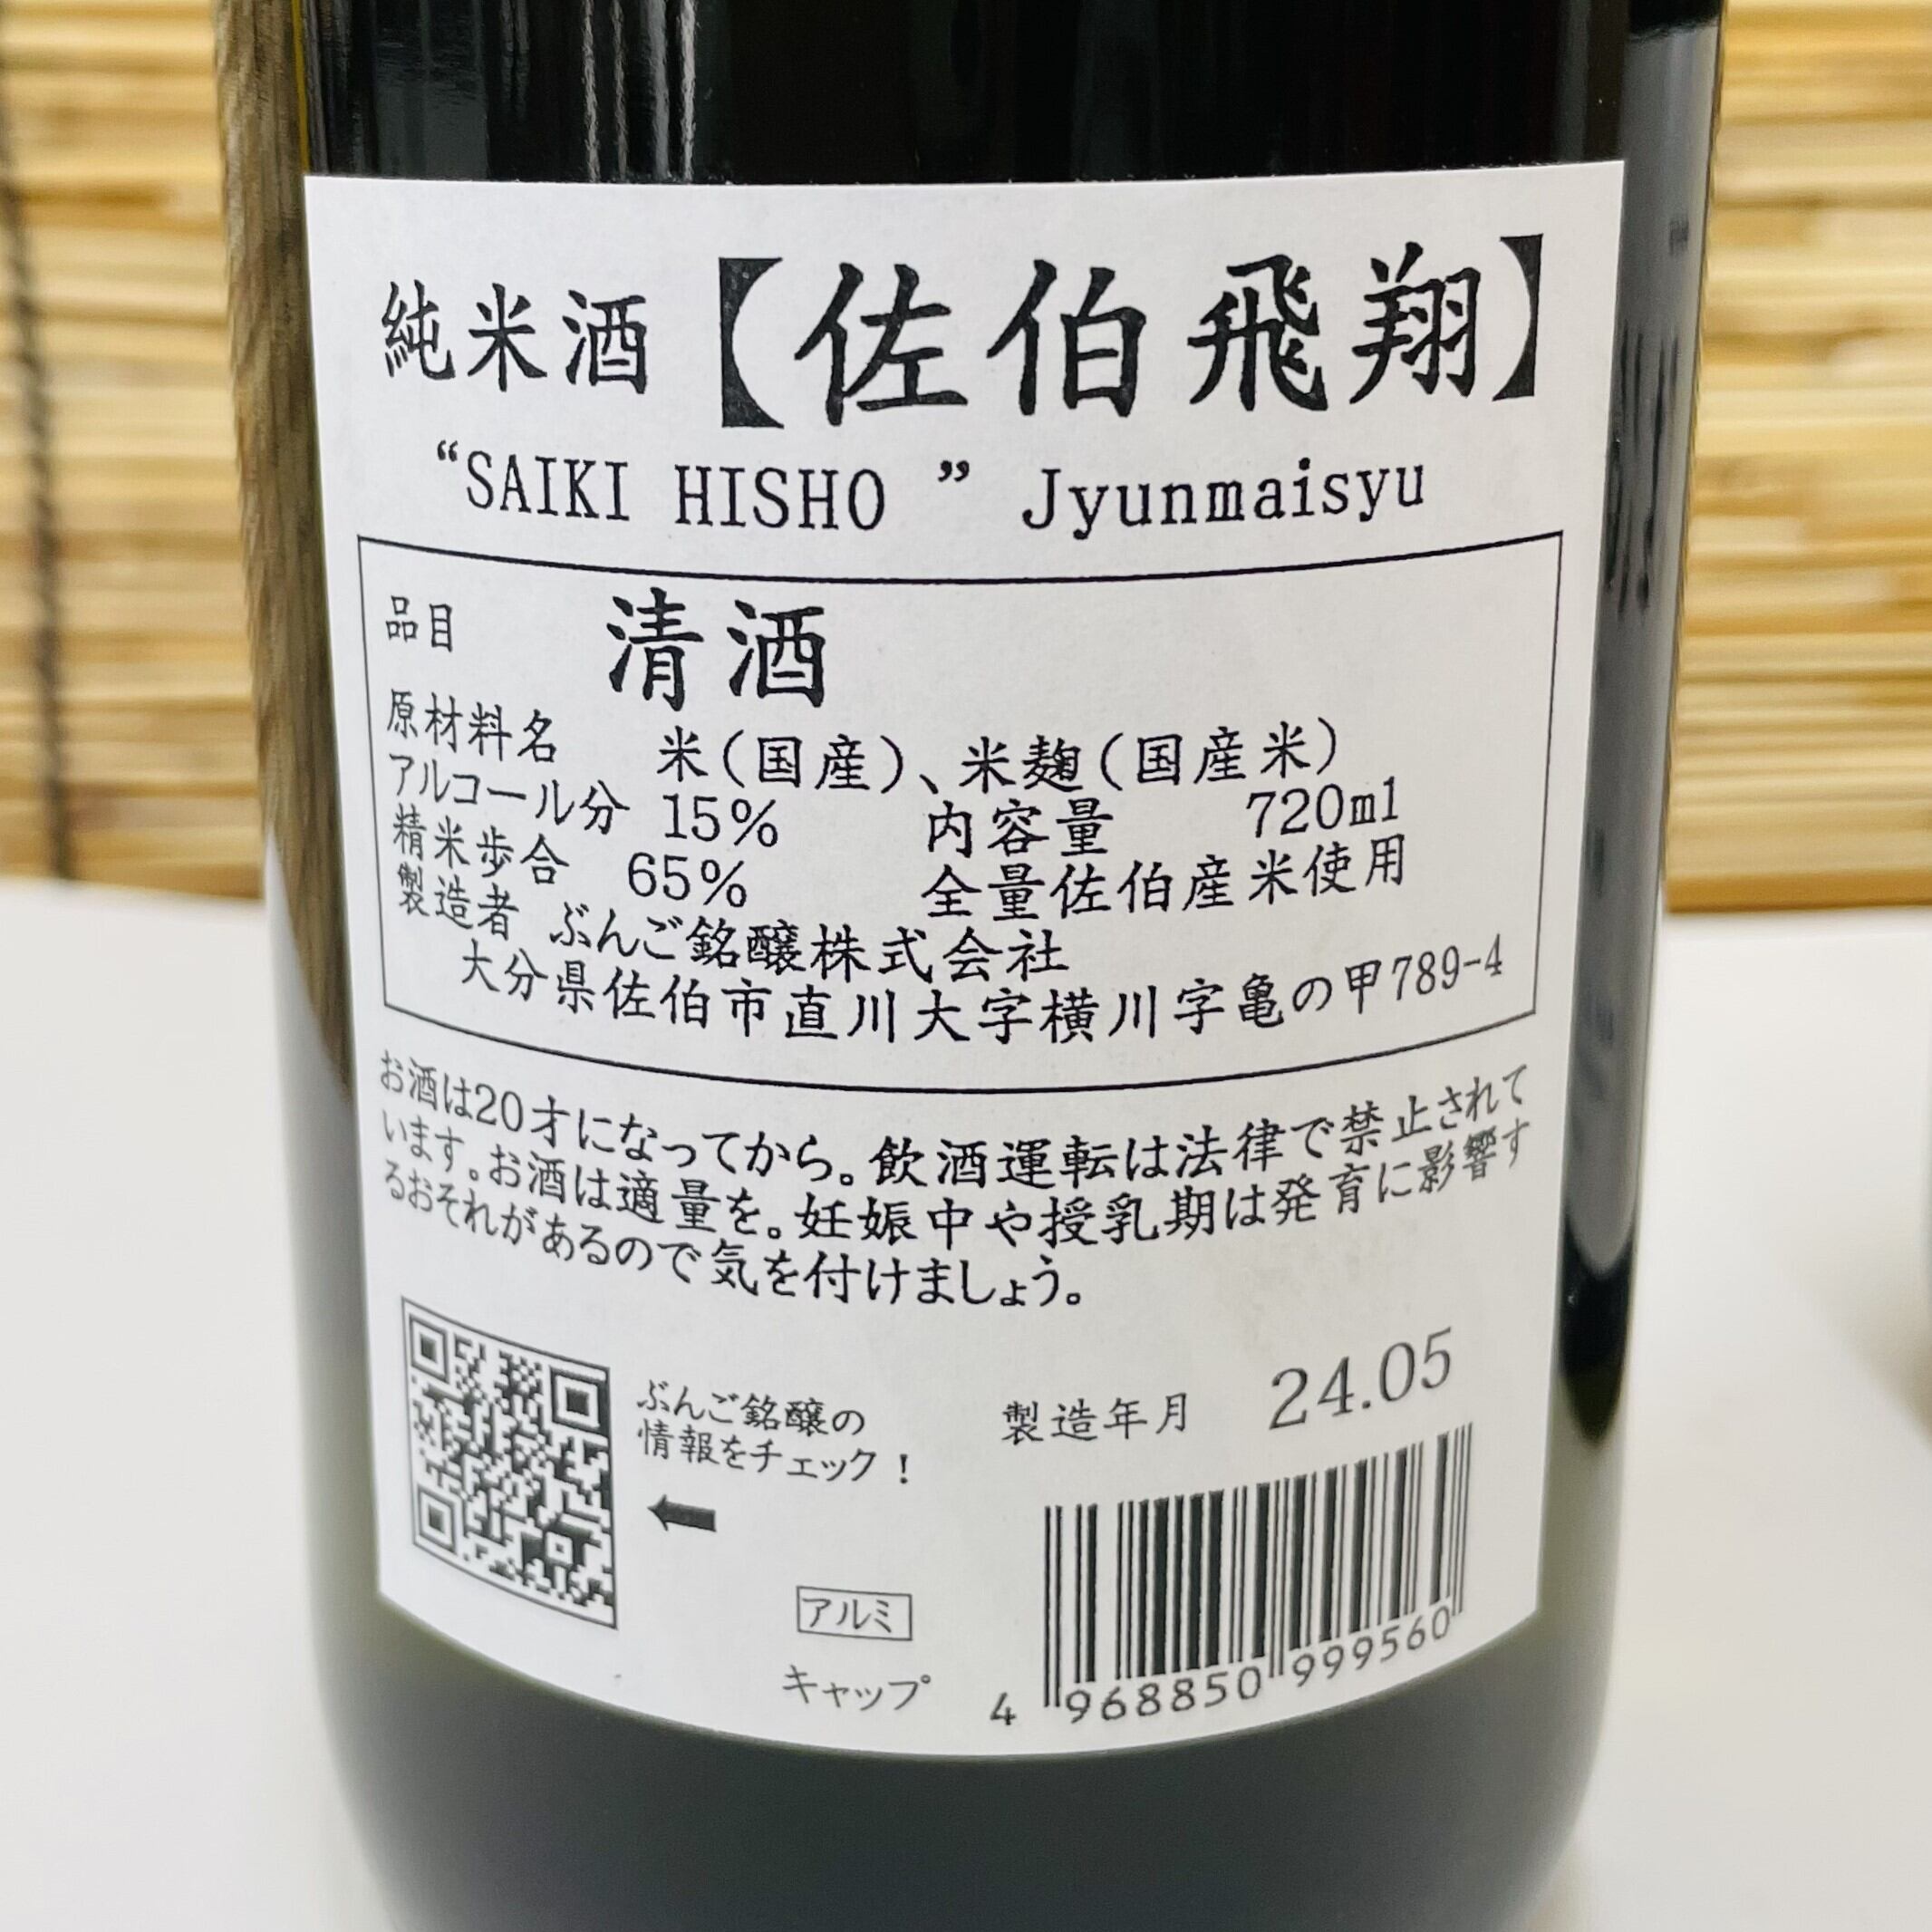 純米酒【佐伯飛翔】
“SAIKI HISHO ” Jyunmaisyu
品目 清酒
原材料名 米(国産)、米麹(国産米)
アルコール分 15% 内容量 720ml
精米歩合 65% 全量佐伯産米使用
製造者 ぶんご銘醸株式会社
大分県佐伯市直川大字横川字亀の甲789-4
お酒は20才になってから。飲酒運転は法律で禁止されて
います。お酒は適量を。妊娠中や授乳期は発育に影響す
るおそれがあるので気を付けましょう。
ぶんご銘醸の
情報をチェック!
製造年月 24.05
アルミ
キャップ
4 968850 999560